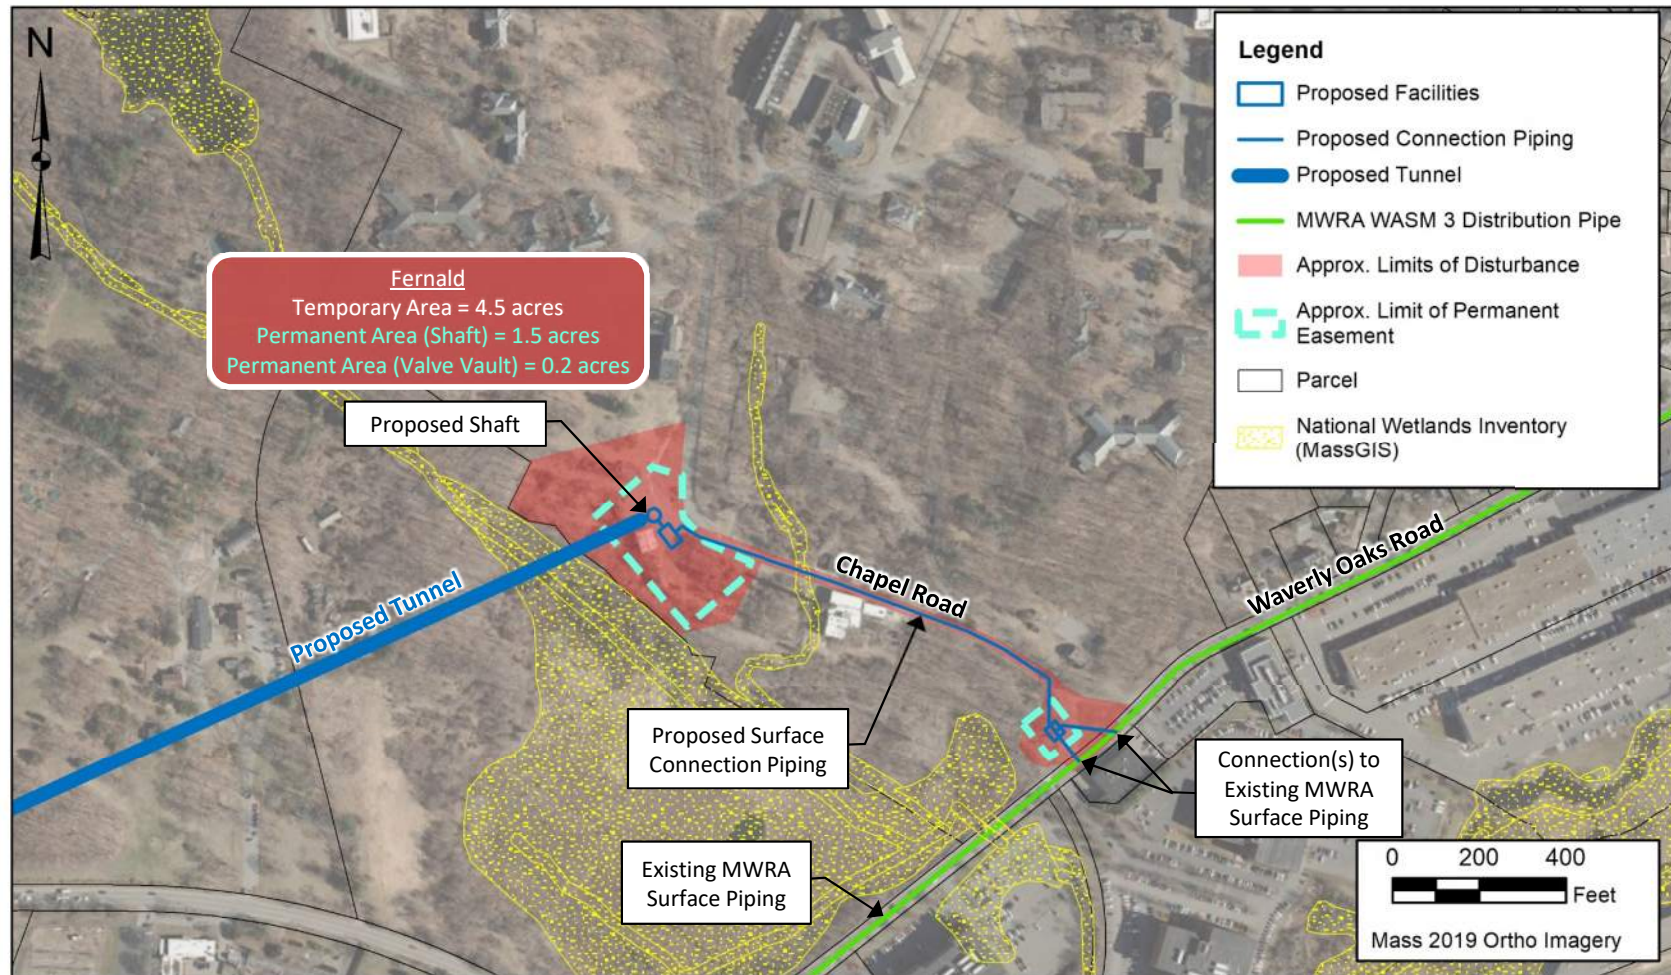 N
Legend
Proposed Facilities
Proposed Connection Piping
Proposed Tunnel
MWRA WASM 3 Distribution Pipe
Approx. Limits of Disturbance
Approx. Limit of Permanent
Easement
Parcel
National Wetlands Inventory
(MassGIS)
Fernald
Temporary Area = 4.5 acres
Permanent Area (Shaft) = 1.5 acres
Permanent Area (Valve Vault) = 0.2 acres
Proposed Shaft
Proposed Tunnel
Chapel Road
Waverly Oaks Road
Proposed Surface
Connection Piping
Connection(s) to
Existing MWRA
Surface Piping
Existing MWRA
Surface Piping
0 200 400
Feet
Mass 2019 Ortho Imagery